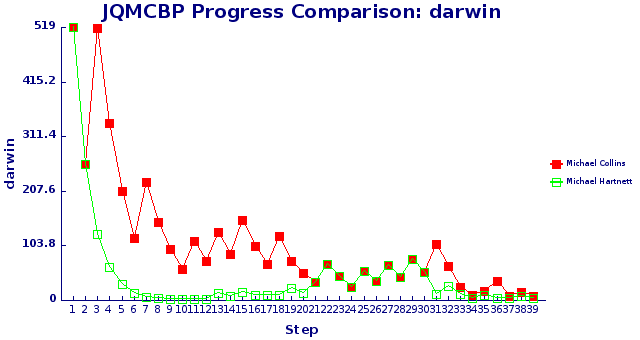 JQMCBP Progress Comparison: darwin
519
415.2
311.4
207.6
103.8
0
darwin
1 2 3 4 5 6 7 8 9 10 11 12 13 14 15 16 17 18 19 20 21 22 23 24 25 26 27 28 29 30 31 32 33 34 35 36 37 38 39
Step
Michael Collins
Michael Hartnett